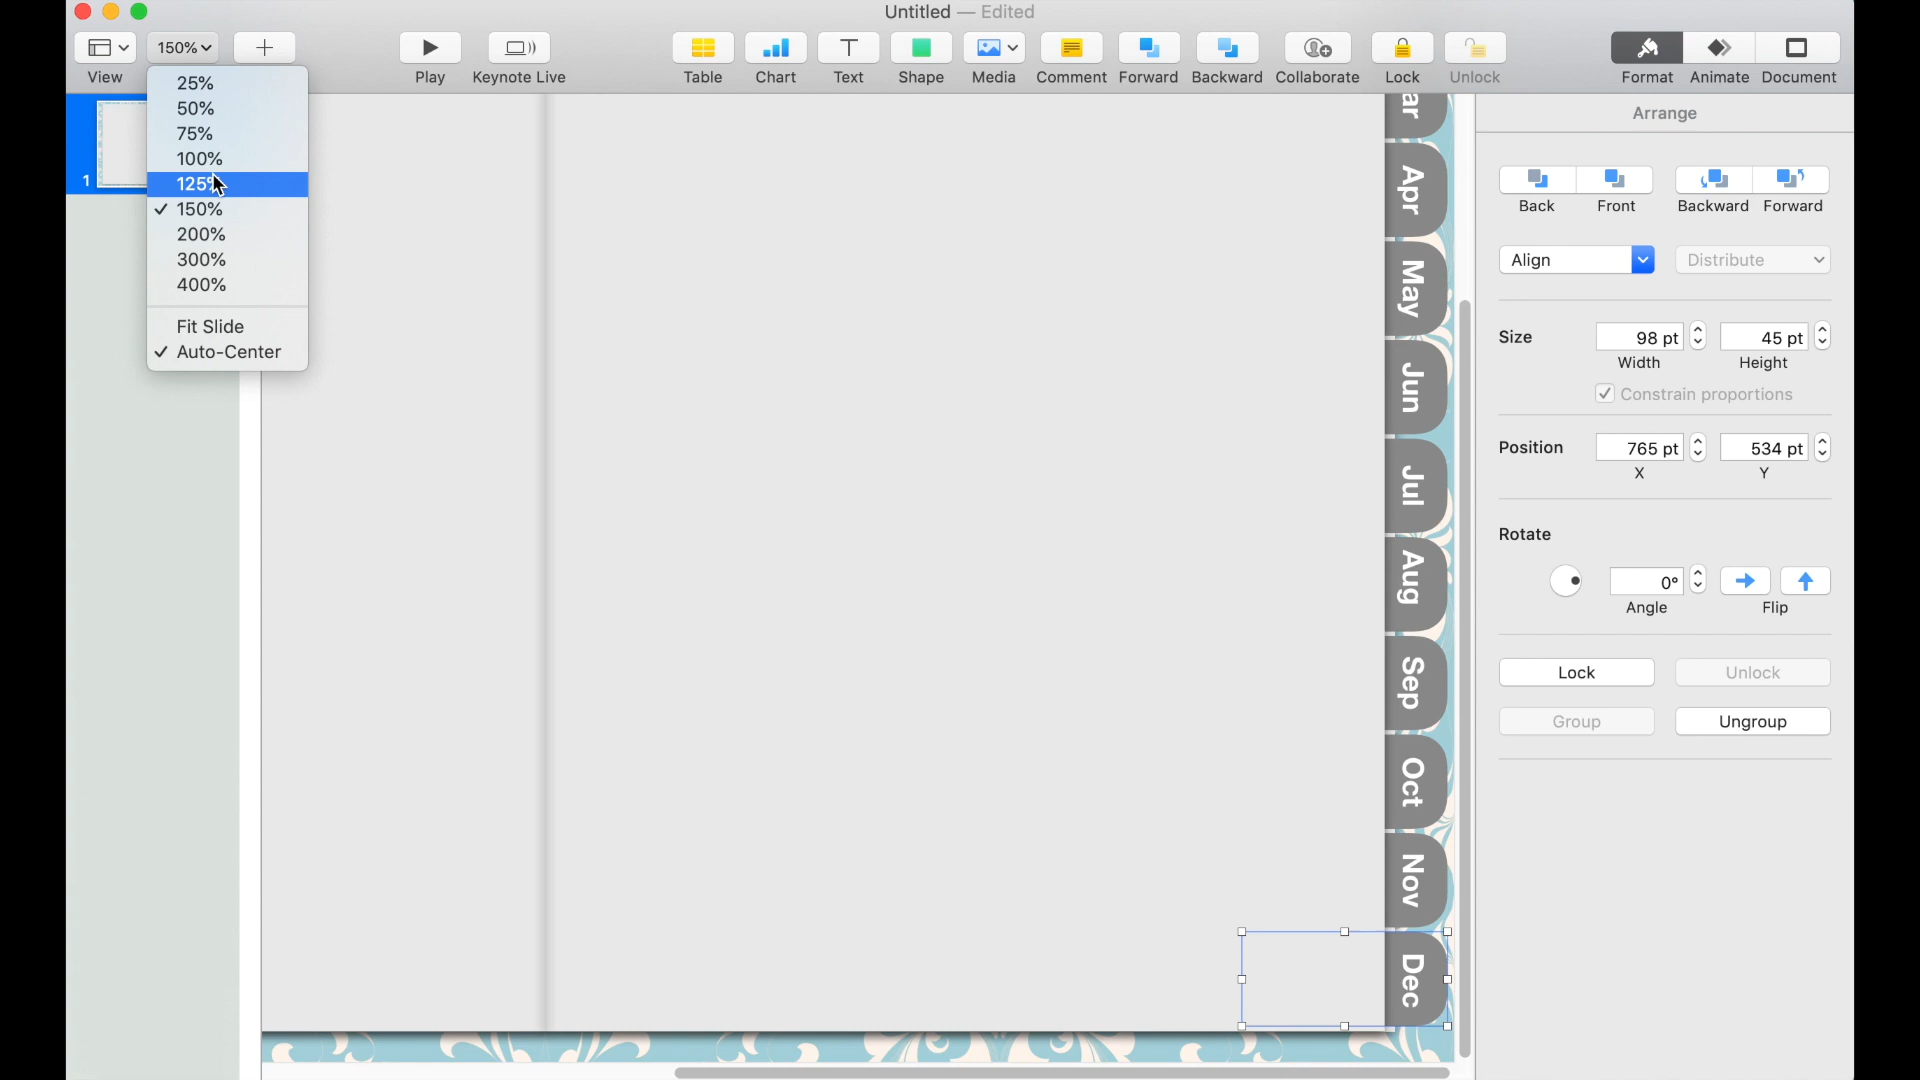 Untitled — Edited
150%
View
Play
Keynote Live
Table
Chart
Text
Shape
Media
Comment
Forward
Backward
Collaborate
Lock
Unlock
Format
Animate
Document
25%
50%
75%
100%
125%
150%
200%
300%
400%
Fit Slide
Auto-Center
1
ar
Apr
May
Jun
Jul
Aug
Sep
Oct
Nov
Dec
Arrange
Back
Front
Backward
Forward
Align
Distribute
Size
98 pt
45 pt
Width
Height
Constrain proportions
Position
765 pt
534 pt
X
Y
Rotate
0°
Angle
Flip
Lock
Unlock
Group
Ungroup